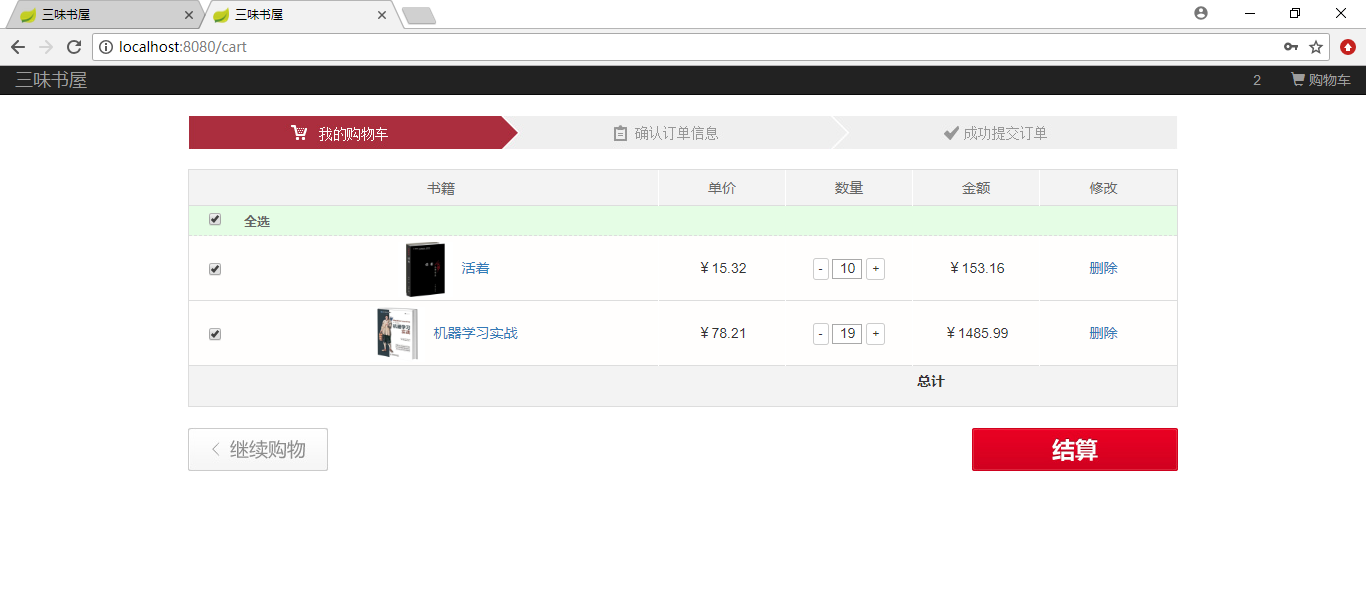 三味书屋 三味书屋
localhost:8080/cart
三味书屋 2 购物车
我的购物车 确认订单信息 成功提交订单
书籍 单价 数量 金额 修改
全选
活着 ¥15.32 - 10 + ¥153.16 删除
机器学习实战 ¥78.21 - 19 + ¥1485.99 删除
总计
继续购物 结算